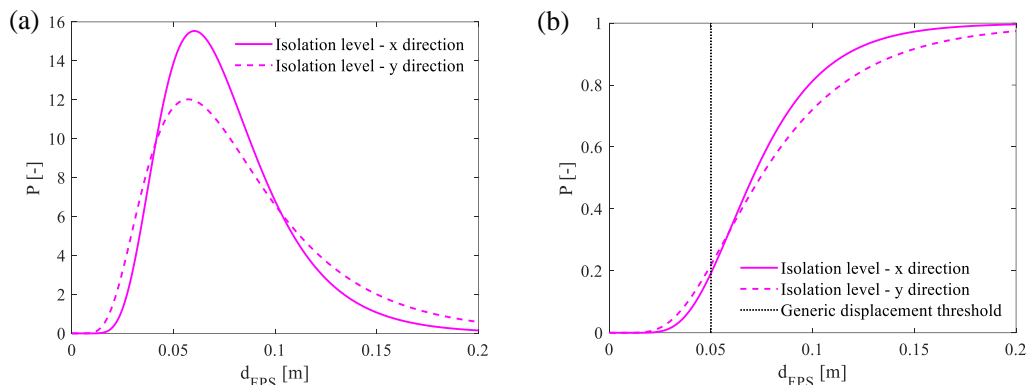 (a)
16
14
12
10
8
6
4
2
0
P [-]
Isolation level - x direction
Isolation level - y direction
0 0.05 0.1 0.15 0.2
d_EPS [m]
(b)
1
0.8
0.6
0.4
0.2
0
P [-]
Isolation level - x direction
Isolation level - y direction
Generic displacement threshold
0 0.05 0.1 0.15 0.2
d_EPS [m]